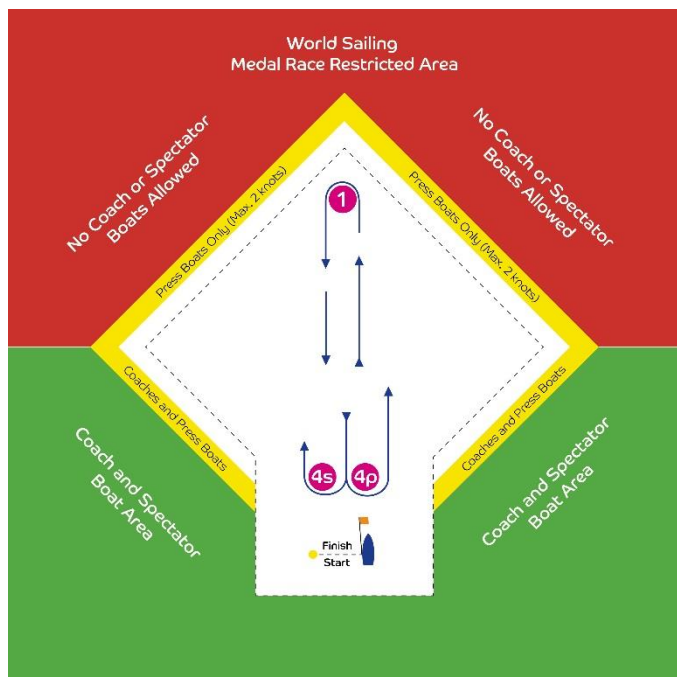 World Sailing
Medal Race Restricted Area
No Coach or Spectator
Boats Allowed
No Coach or Spectator
Boats Allowed
Press Boats Only (Max. 2 knots)
Press Boats Only (Max. 2 knots)
1
Coaches and Press Boats
Coaches and Press Boats
Coach and Spectator
Boat Area
Coach and Spectator
Boat Area
4s
4p
Finish
Start